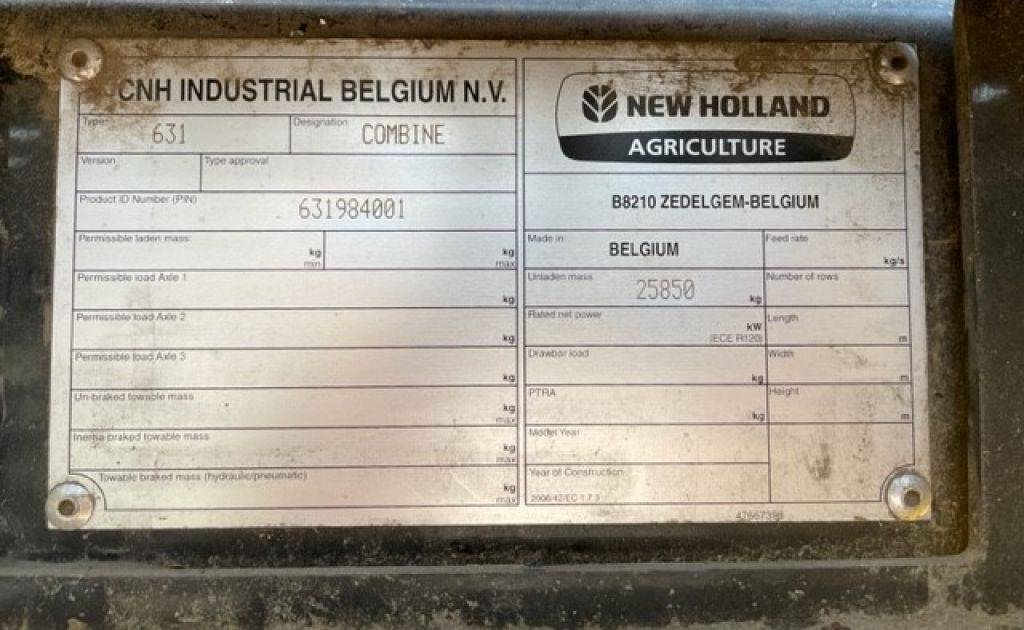 CNH INDUSTRIAL BELGIUM N.V.
Type: 631
Designation COMBINE
Version
Type approval
Product ID Number (PIN) 631984001
Permissible laden mass: kg min kg max
Permissible load Axle 1 kg
Permissible load Axle 2 kg
Permissible load Axle 3 kg
Un-braked towable mass kg max
Inertia-braked towable mass kg max
Towable braked mass (hydraulic/pneumatic) kg max
NEW HOLLAND
AGRICULTURE
B8210 ZEDELGEM-BELGIUM
Made in: BELGIUM
Feed rate kg/s
Unladen mass 25850 kg
Number of rows
Rated net power kW (ECE R120)
Length m
Drawbar load kg
Width m
PTRA kg
Height m
Model Year
Year of Construction
2006/42/EC 1.7.3